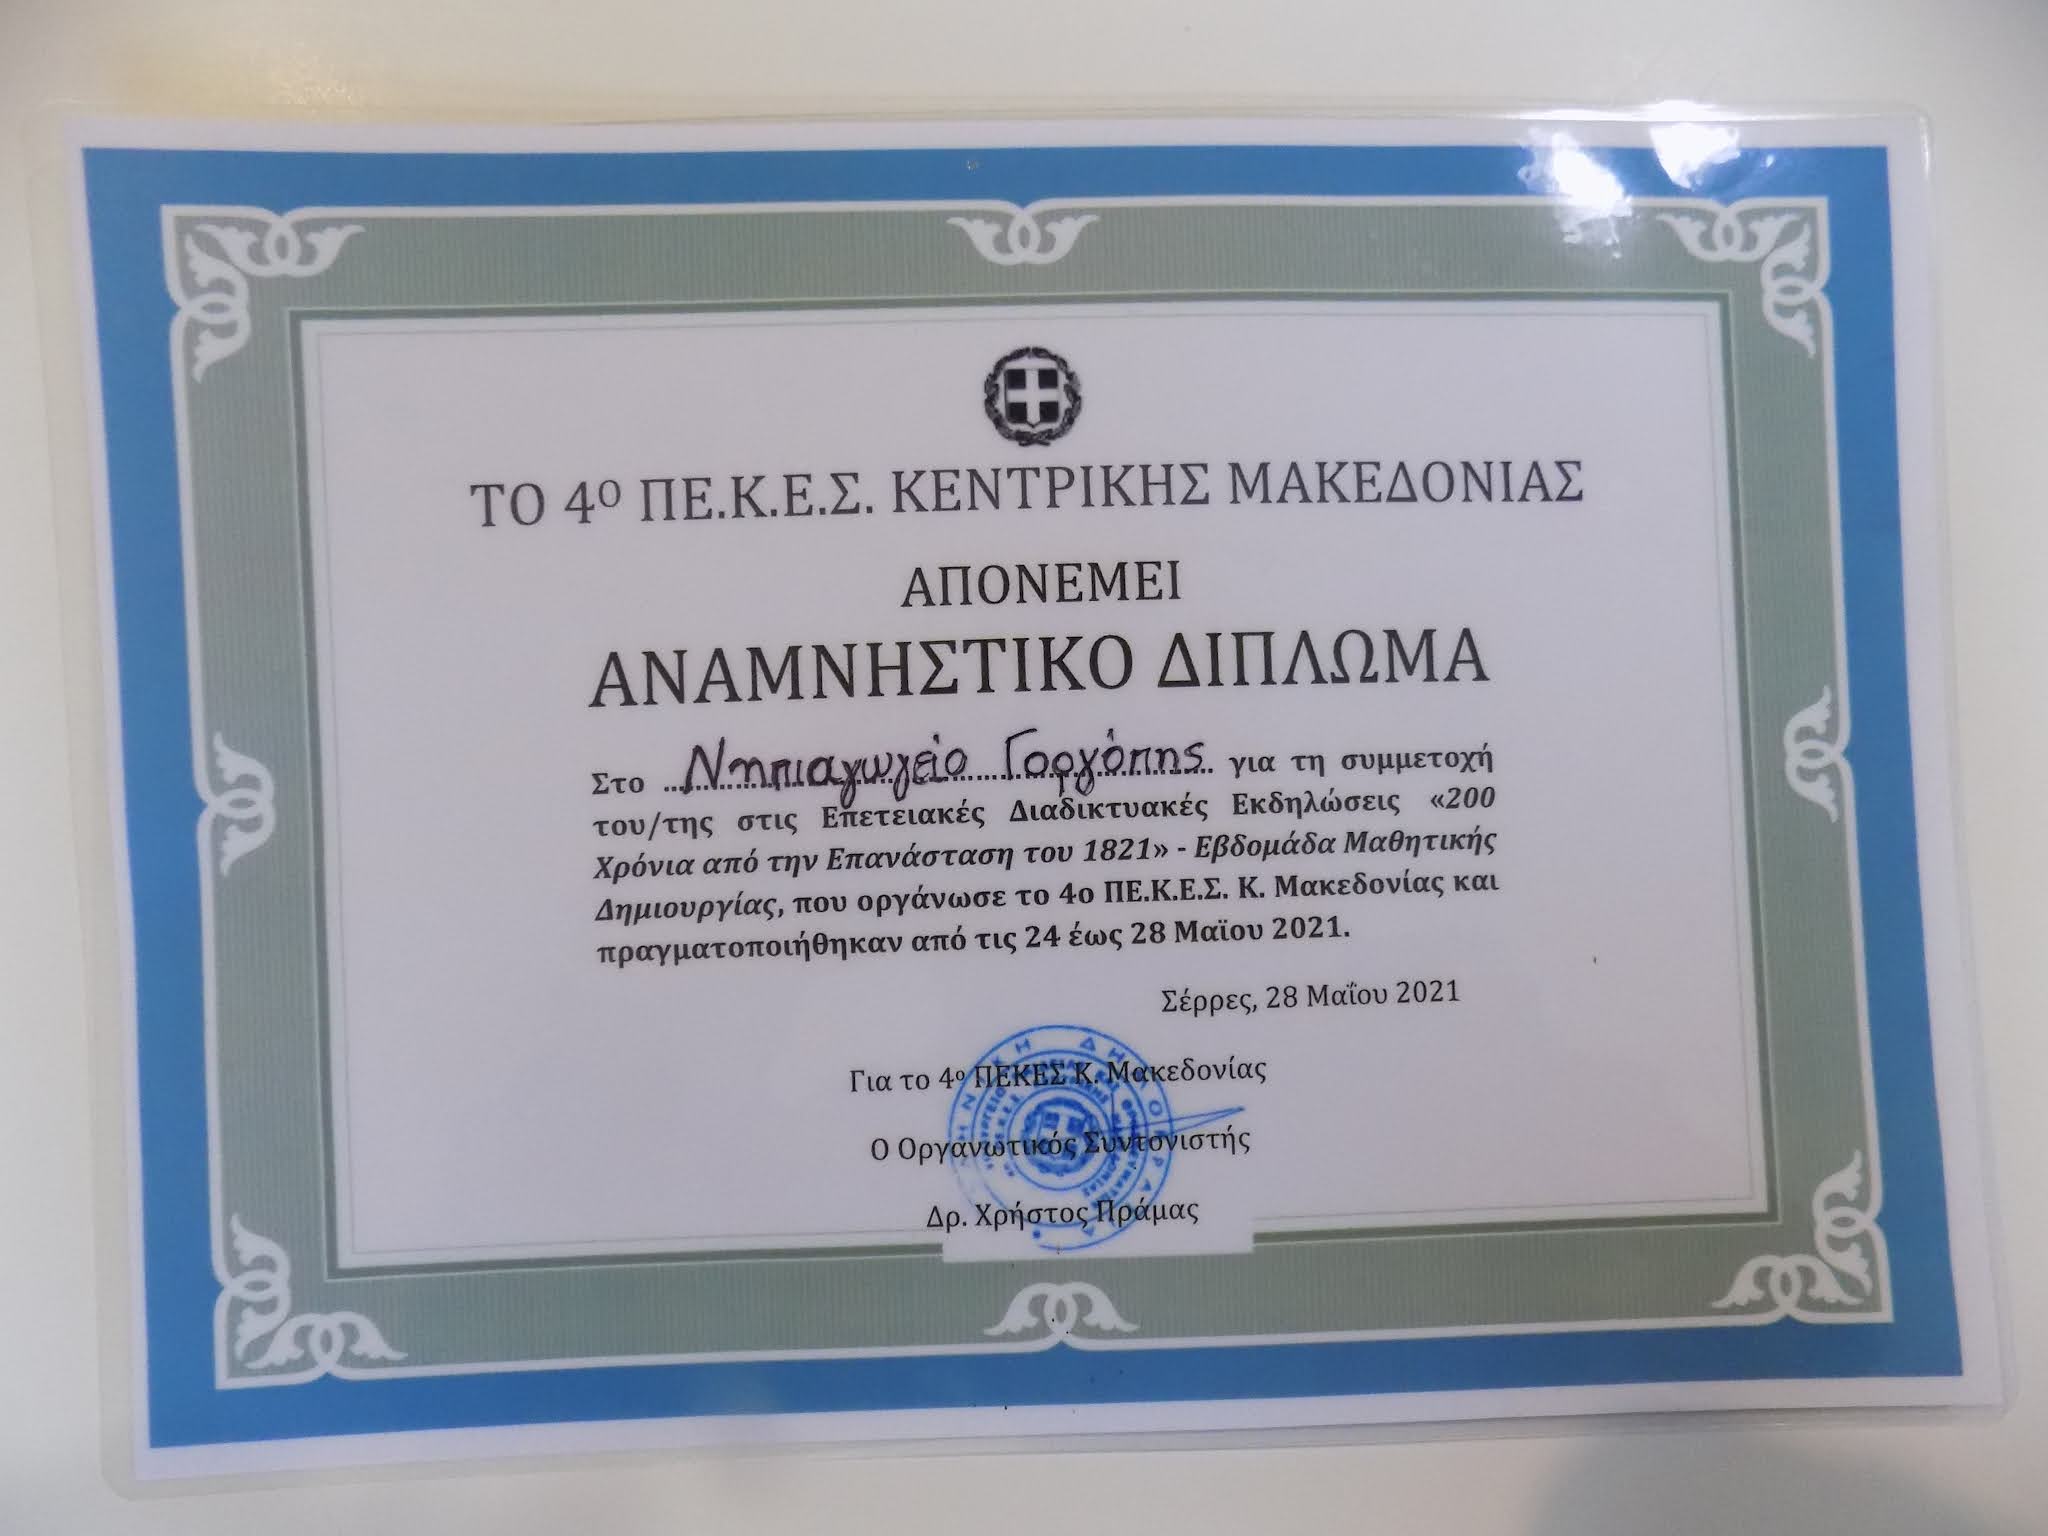 ΤΟ 4ο ΠΕ.Κ.Ε.Σ. ΚΕΝΤΡΙΚΗΣ ΜΑΚΕΔΟΝΙΑΣ
ΑΠΟΝΕΜΕΙ
ΑΝΑΜΝΗΣΤΙΚΟ ΔΙΠΛΩΜΑ
Στο Νηπιαγωγείο Γοργόπης για τη συμμετοχή
του/της στις Επετειακές Διαδικτυακές Εκδηλώσεις «200
Χρόνια από την Επανάσταση του 1821» - Εβδομάδα Μαθητικής
Δημιουργίας, που οργάνωσε το 4ο ΠΕ.Κ.Ε.Σ. Κ. Μακεδονίας και
πραγματοποιήθηκαν από τις 24 έως 28 Μαϊου 2021.
Σέρρες, 28 Μαΐου 2021
Για το 4ο ΠΕΚΕΣ Κ. Μακεδονίας
Ο Οργανωτικός Συντονιστής
Δρ. Χρήστος Πράμας